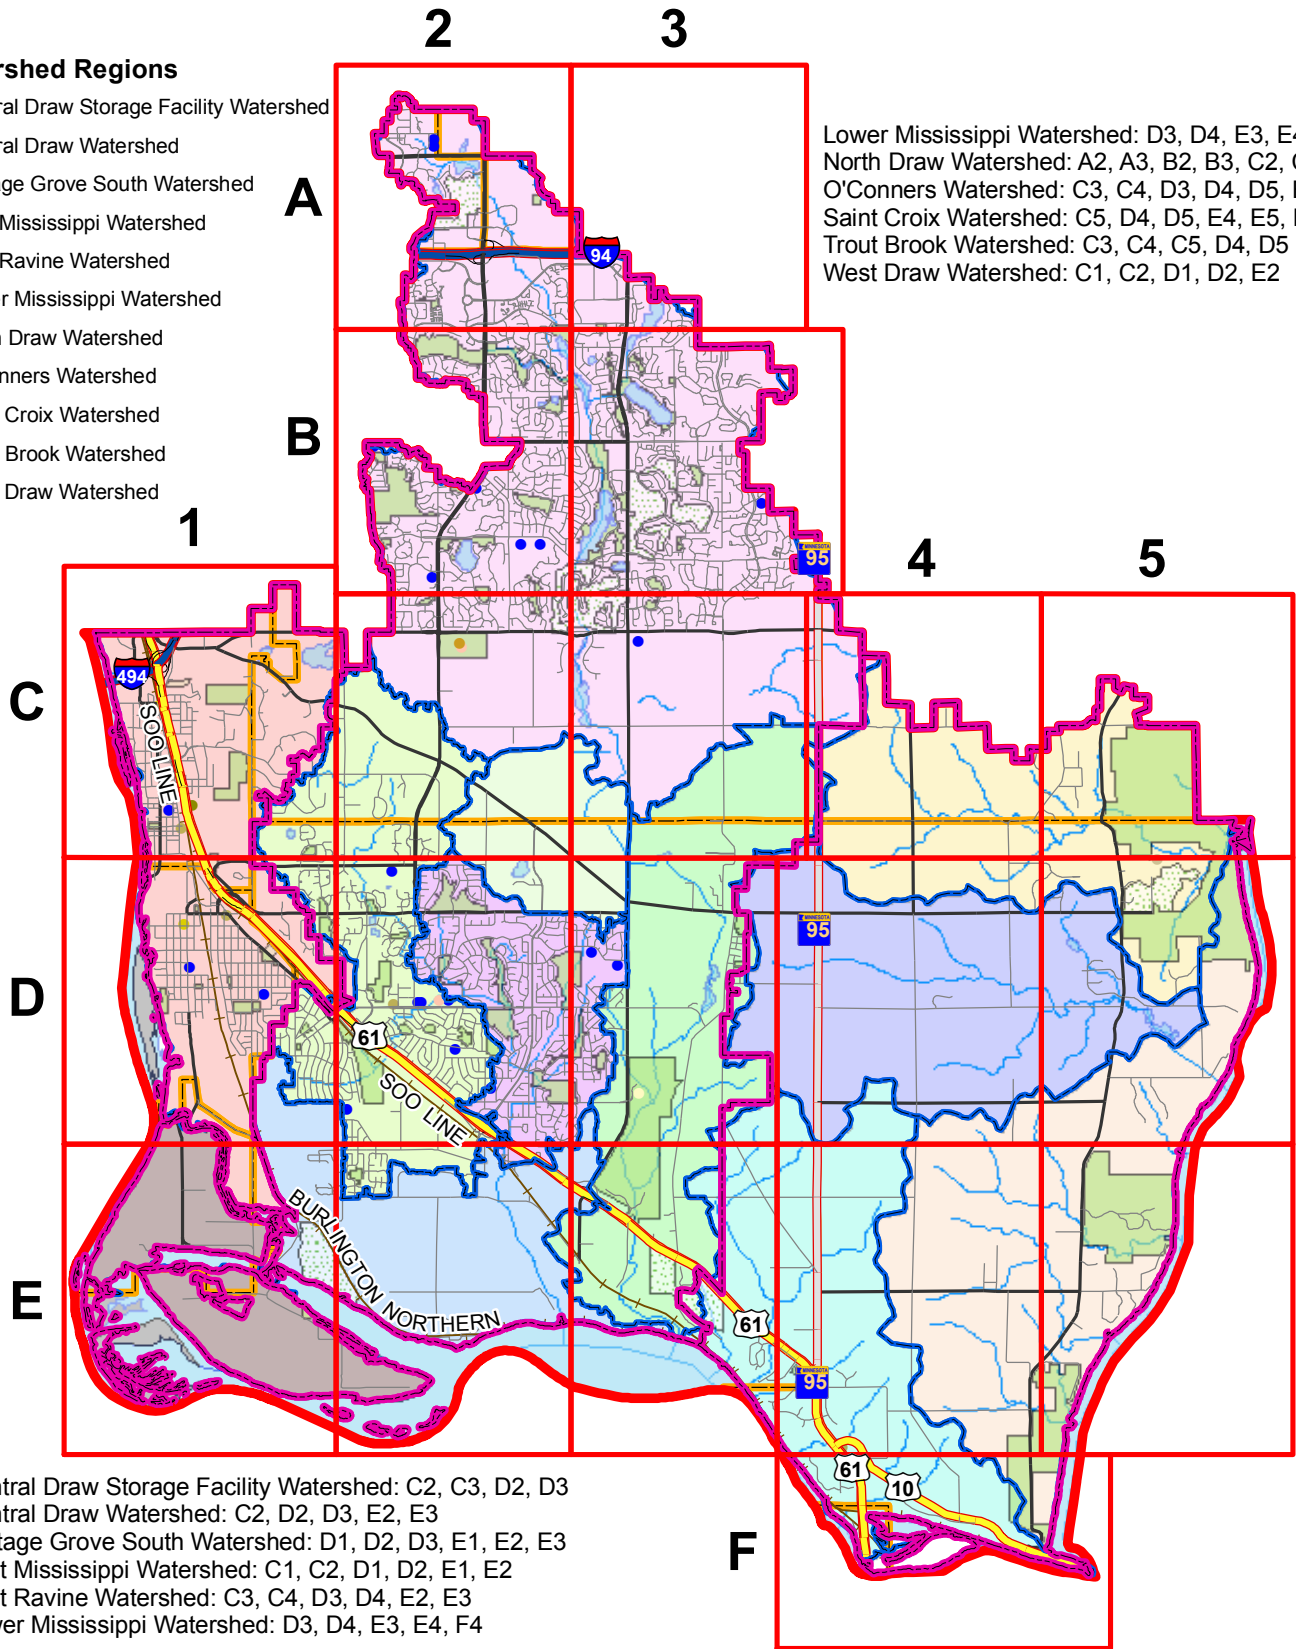 2 3
rshed Regions
ral Draw Storage Facility Watershed
ral Draw Watershed
ge Grove South Watershed
Mississippi Watershed
Ravine Watershed
r Mississippi Watershed
Draw Watershed
nners Watershed
Croix Watershed
Brook Watershed
Draw Watershed
Lower Mississippi Watershed: D3, D4, E3, E4
North Draw Watershed: A2, A3, B2, B3, C2,
O'Conners Watershed: C3, C4, D3, D4, D5,
Saint Croix Watershed: C5, D4, D5, E4, E5,
Trout Brook Watershed: C3, C4, C5, D4, D5
West Draw Watershed: C1, C2, D1, D2, E2
A
94
B
1
MINNESOTA
95
4 5
C
494
SOO LINE
MINNESOTA
95
D
61
SOO LINE
BURLINGTON NORTHERN
E
61
MINNESOTA
95
61
10
F
ntral Draw Storage Facility Watershed: C2, C3, D2, D3
ntral Draw Watershed: C2, D2, D3, E2, E3
ttage Grove South Watershed: D1, D2, D3, E1, E2, E3
t Mississippi Watershed: C1, C2, D1, D2, E1, E2
t Ravine Watershed: C3, C4, D3, D4, E2, E3
wer Mississippi Watershed: D3, D4, E3, E4, F4